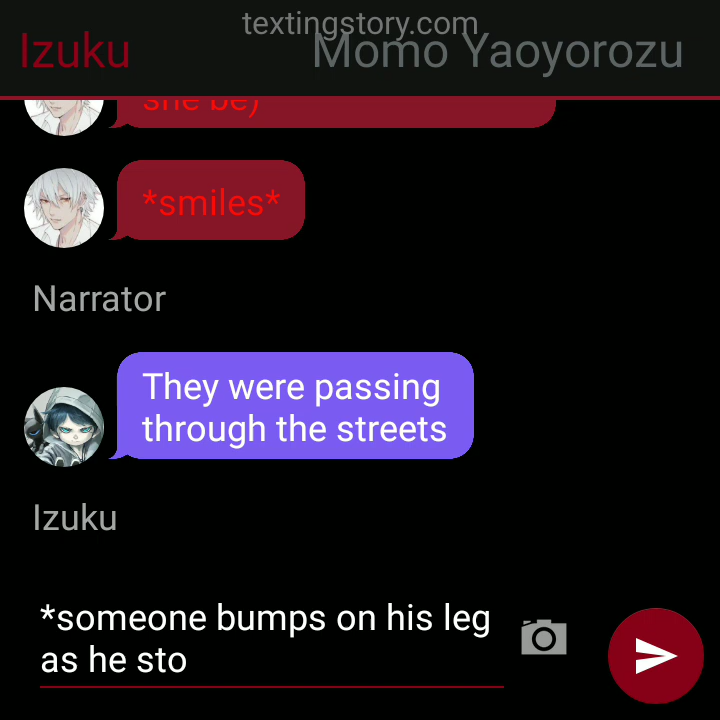 textingstory.com
Izuku
Momo Yaoyorozu
she be)
*smiles*
Narrator
They were passing
through the streets
Izuku
*someone bumps on his leg
as he sto